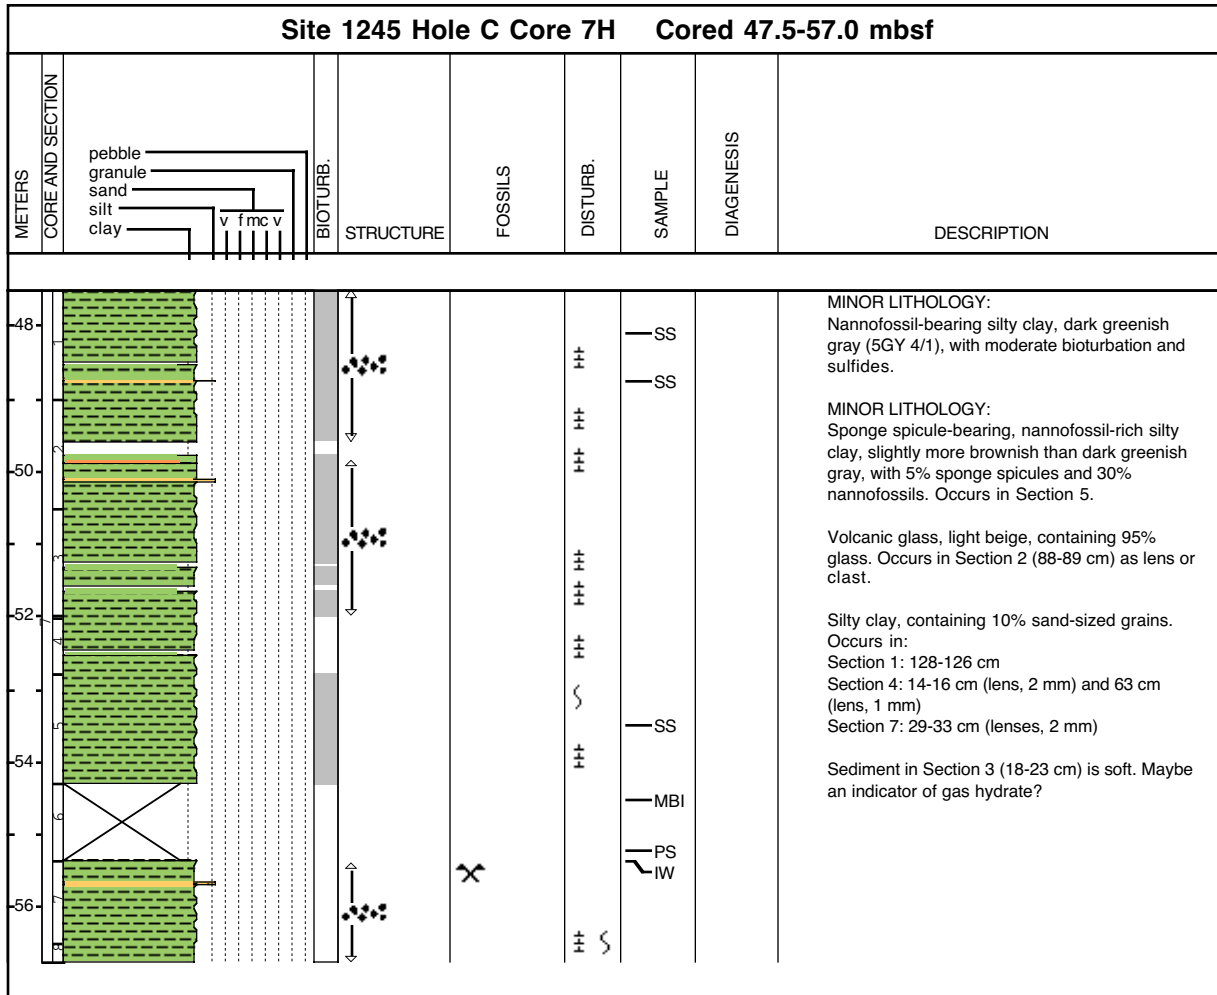 Site 1245 Hole C Core 7H Cored 47.5-57.0 mbsf
METERS
CORE AND SECTION
pebble
granule
sand
silt
clay
v f m c v
BIOTURB.
STRUCTURE
FOSSILS
DISTURB.
SAMPLE
DIAGENESIS
DESCRIPTION
48
50
52
54
56
7
1
2
3
4
5
6
7
8
SS
SS
SS
MBI
PS
IW
MINOR LITHOLOGY:
Nannofossil-bearing silty clay, dark greenish
gray (5GY 4/1), with moderate bioturbation and
sulfides.
MINOR LITHOLOGY:
Sponge spicule-bearing, nannofossil-rich silty
clay, slightly more brownish than dark greenish
gray, with 5% sponge spicules and 30%
nannofossils. Occurs in Section 5.
Volcanic glass, light beige, containing 95%
glass. Occurs in Section 2 (88-89 cm) as lens or
clast.
Silty clay, containing 10% sand-sized grains.
Occurs in:
Section 1: 128-126 cm
Section 4: 14-16 cm (lens, 2 mm) and 63 cm
(lens, 1 mm)
Section 7: 29-33 cm (lenses, 2 mm)
Sediment in Section 3 (18-23 cm) is soft. Maybe
an indicator of gas hydrate?